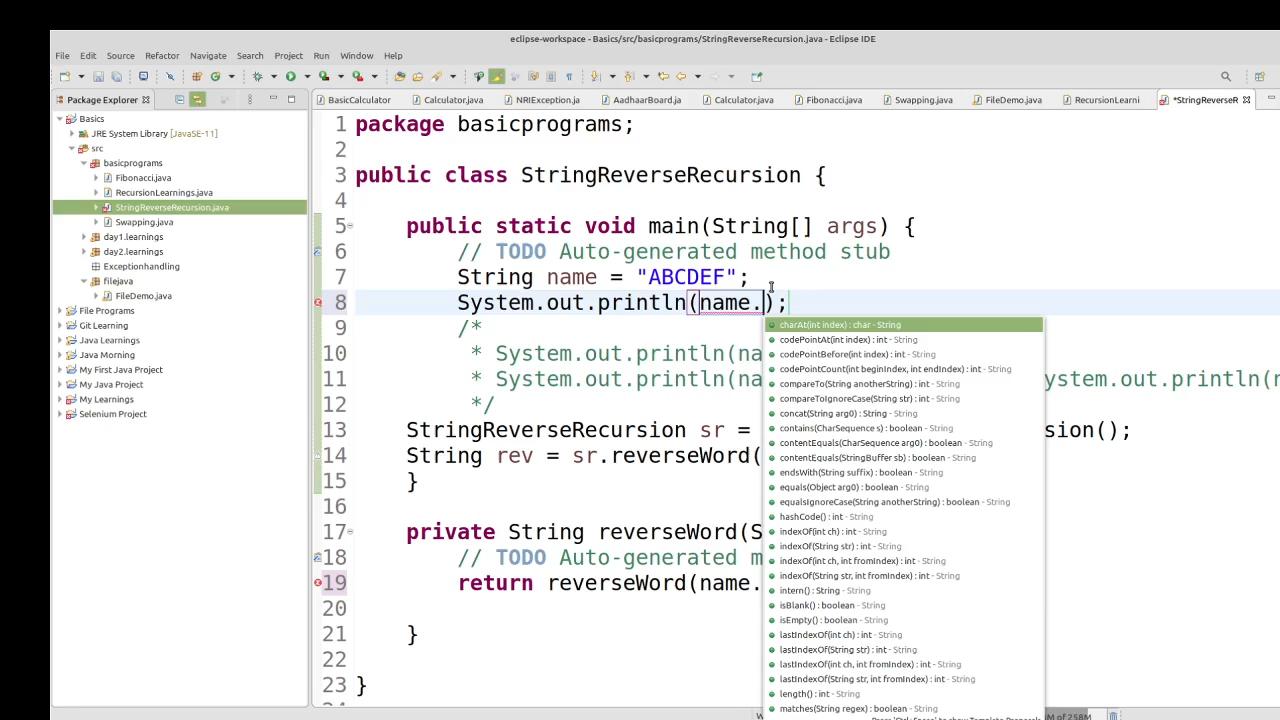 eclipse-workspace - Basics/src/basicprograms/StringReverseRecursion.java - Eclipse IDE
File Edit Source Refactor Navigate Search Project Run Window Help
Package Explorer
BasicCalculator Calculator.java NRIException.ja AadhaarBoard.ja Calculator.java Fibonacci.java Swapping.java FileDemo.java RecursionLearni *StringReverseR
Basics
JRE System Library [JavaSE-11]
src
basicprograms
Fibonacci.java
RecursionLearnings.java
StringReverseRecursion.java
Swapping.java
day1.learnings
day2.learnings
Exceptionhandling
filejava
FileDemo.java
File Programs
Git Learning
Java Learnings
Java Morning
My First Java Project
My Java Project
My Learnings
Selenium Project
1 package basicprograms;
2
3 public class StringReverseRecursion {
4
5 public static void main(String[] args) {
6 // TODO Auto-generated method stub
7 String name = "ABCDEF";
8 System.out.println(name.);
9 /*
10 * System.out.println(na
11 * System.out.println(na ystem.out.println(n
12 */
13 StringReverseRecursion sr = sion();
14 String rev = sr.reverseWord(
15 }
16
17 private String reverseWord(S
18 // TODO Auto-generated m
19 return reverseWord(name.
20
21 }
22
23 }
charAt(int index) : char - String
codePointAt(int index) : int - String
codePointBefore(int index) : int - String
codePointCount(int beginIndex, int endIndex) : int - String
compareTo(String anotherString) : int - String
compareToIgnoreCase(String str) : int - String
concat(String arg0) : String - String
contains(CharSequence s) : boolean - String
contentEquals(CharSequence arg0) : boolean - String
contentEquals(StringBuffer sb) : boolean - String
endsWith(String suffix) : boolean - String
equals(Object arg0) : boolean - String
equalsIgnoreCase(String anotherString) : boolean - String
hashCode() : int - String
indexOf(int ch) : int - String
indexOf(String str) : int - String
indexOf(int ch, int fromIndex) : int - String
indexOf(String str, int fromIndex) : int - String
intern() : String - String
isBlank() : boolean - String
isEmpty() : boolean - String
lastIndexOf(int ch) : int - String
lastIndexOf(String str) : int - String
lastIndexOf(int ch, int fromIndex) : int - String
lastIndexOf(String str, int fromIndex) : int - String
length() : int - String
matches(String regex) : boolean - String